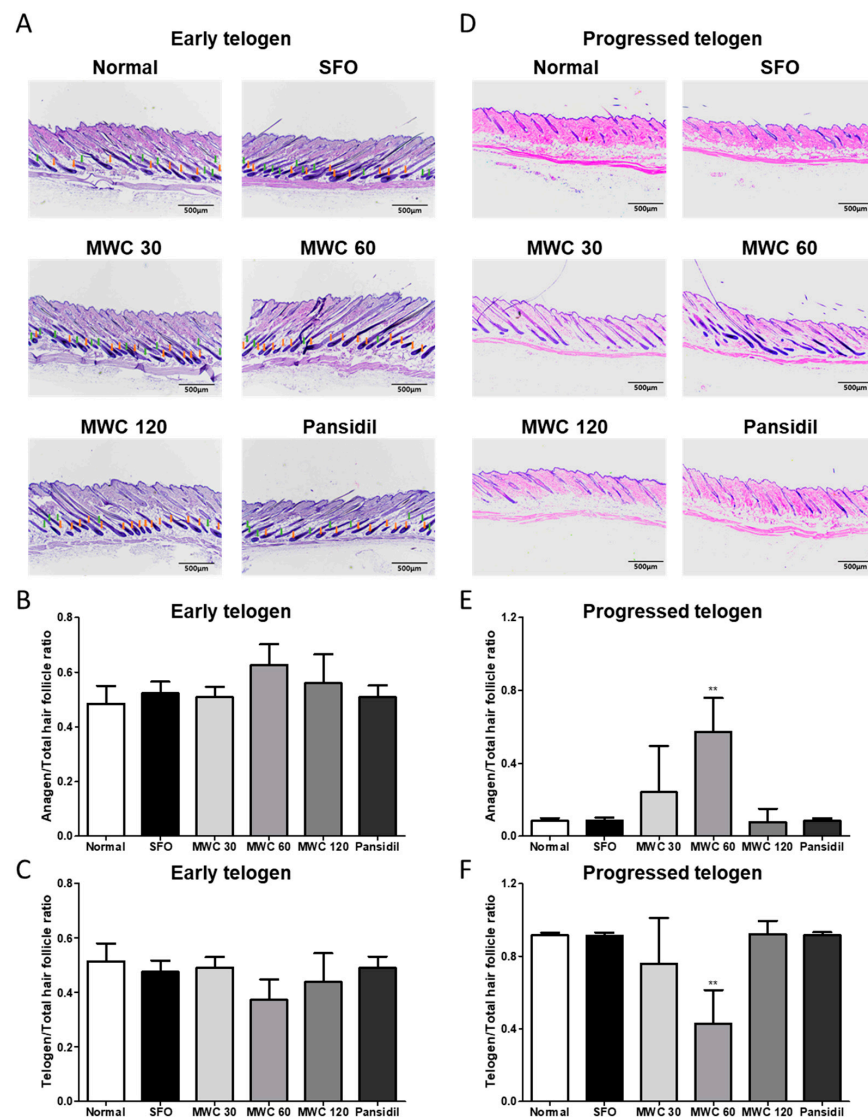 A
Early telogen
Normal
SFO
500µm
500µm
MWC 30
MWC 60
500µm
500µm
MWC 120
Pansidil
500µm
500µm
D
Progressed telogen
Normal
SFO
500µm
500µm
MWC 30
MWC 60
500µm
500µm
MWC 120
Pansidil
500µm
500µm
B
Early telogen
Anagen/Total hair follicle ratio
0.8
0.6
0.4
0.2
0.0
Normal SFO MWC 30 MWC 60 MWC 120 Pansidil
E
Progressed telogen
Anagen/Total hair follicle ratio
1.2
0.8
0.4
0.0
**
Normal SFO MWC 30 MWC 60 MWC 120 Pansidil
C
Early telogen
Telogen/Total hair follicle ratio
0.8
0.6
0.4
0.2
0.0
Normal SFO MWC 30 MWC 60 MWC 120 Pansidil
F
Progressed telogen
Telogen/Total hair follicle ratio
1.2
0.8
0.4
0.0
**
Normal SFO MWC 30 MWC 60 MWC 120 Pansidil